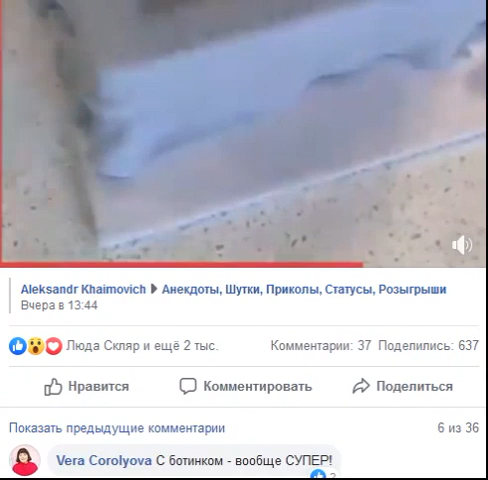 Aleksandr Khaimovich ▶ Анекдоты, Шутки, Приколы, Статусы, Розыгрыши
Вчера в 13:44
Люда Скляр и ещё 2 тыс. Комментарии: 37 Поделились: 637
Нравится Комментировать Поделиться
Показать предыдущие комментарии 6 из 36
Vera Corolyova С ботинком - вообще СУПЕР!